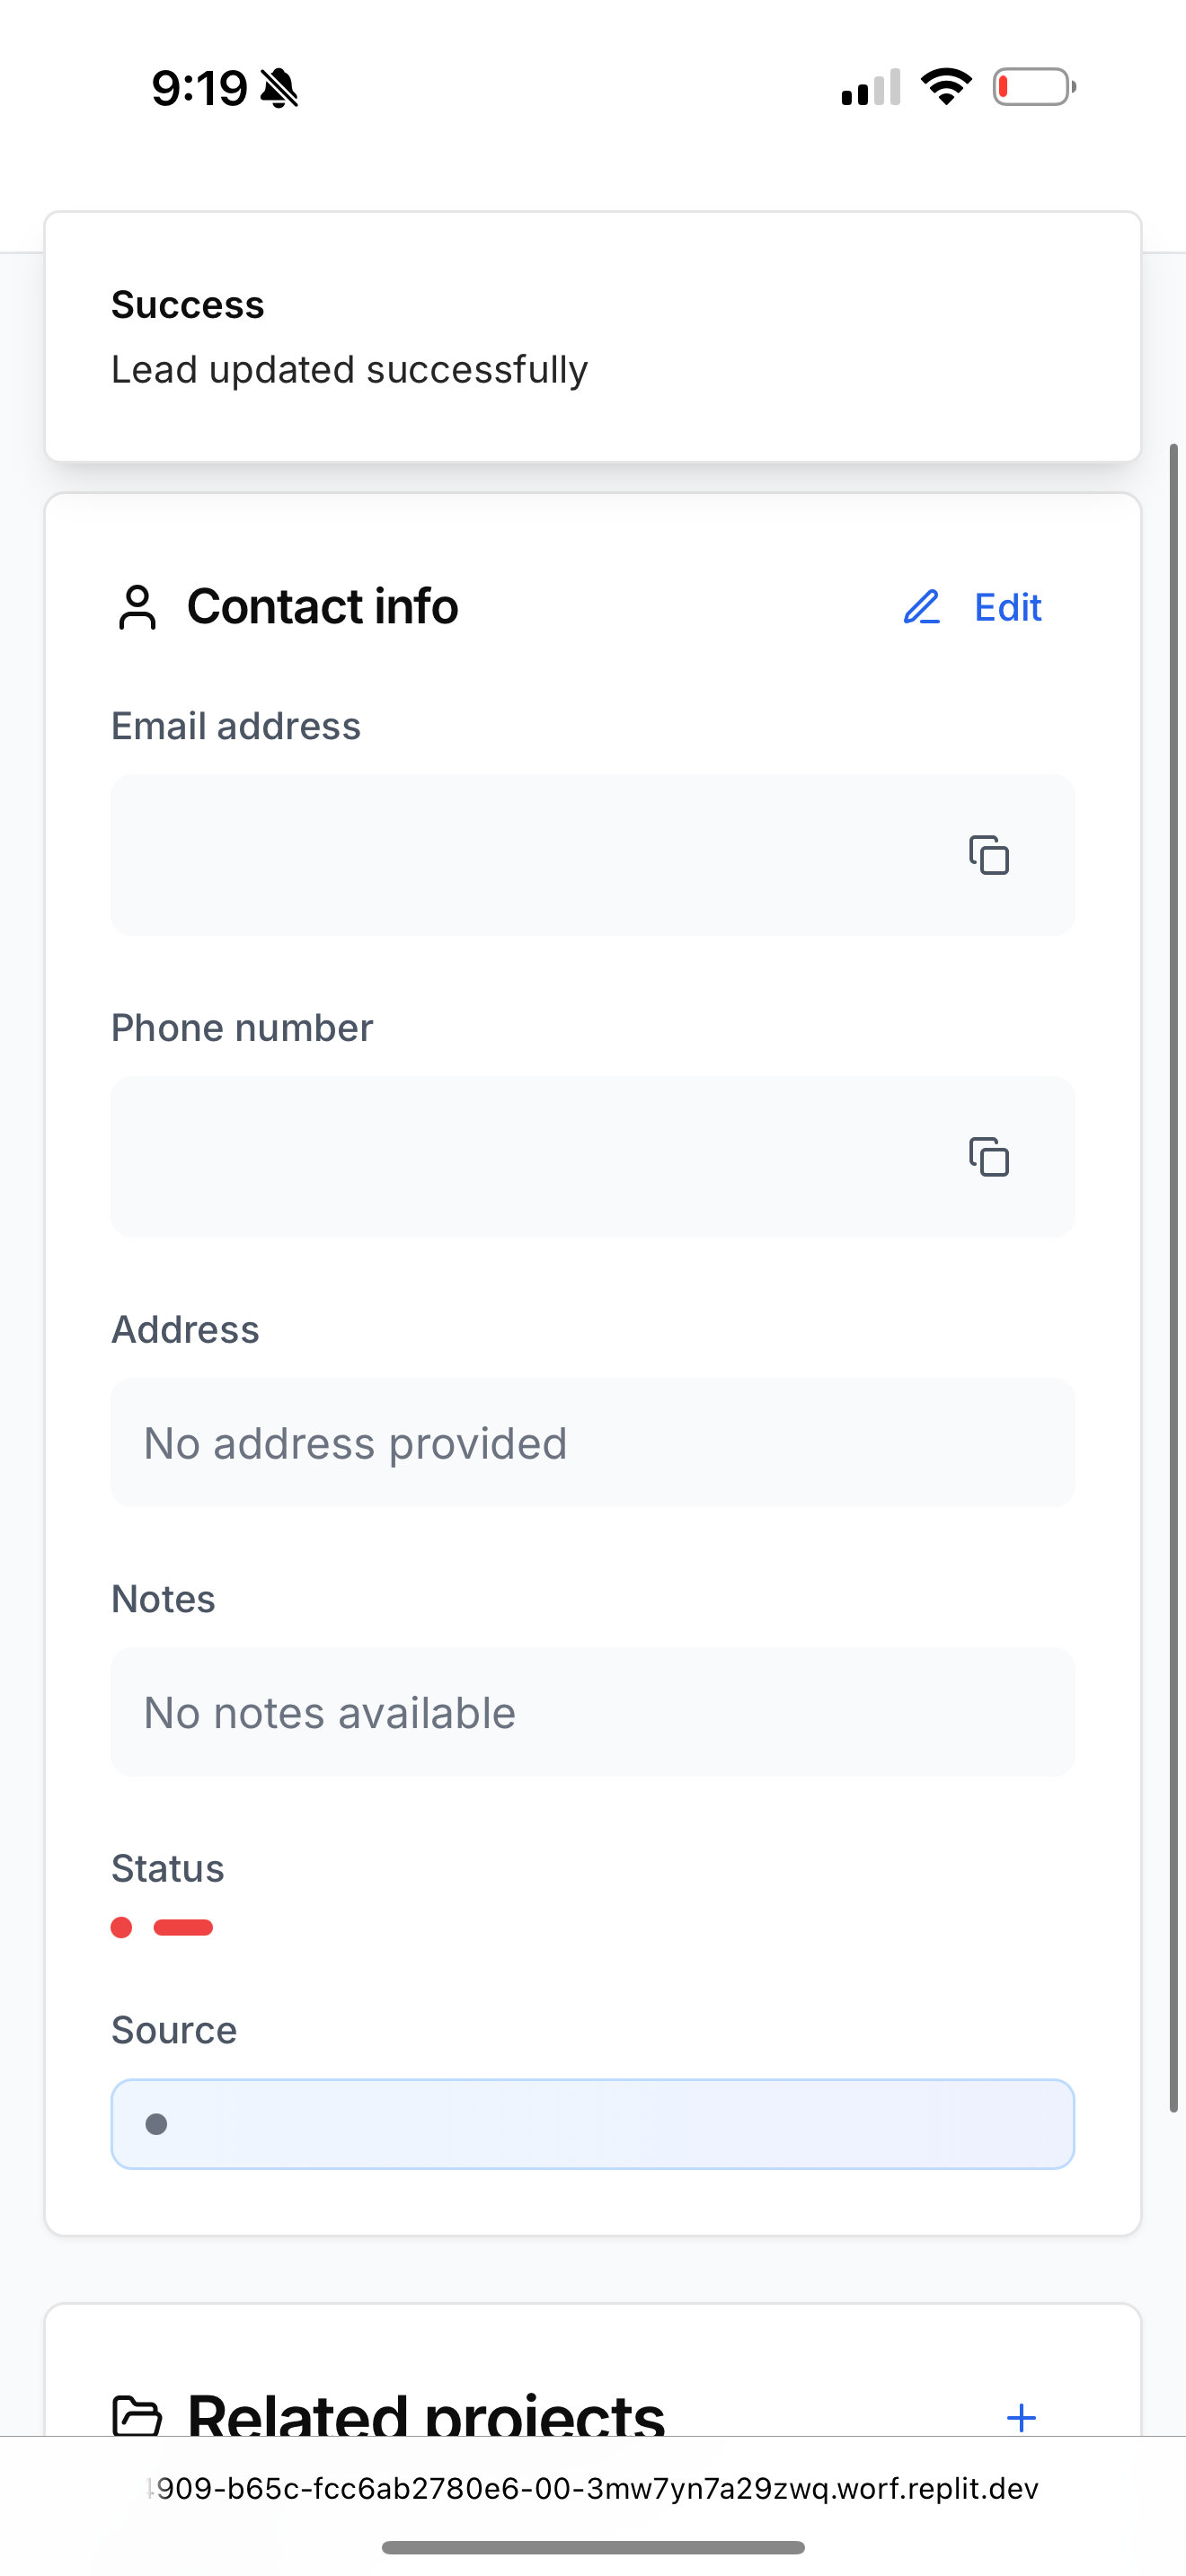 9:19
Success
Lead updated successfully
Contact info
Edit
Email address
Phone number
Address
No address provided
Notes
No notes available
Status
Source
Related projects
909-b65c-fcc6ab2780e6-00-3mw7yn7a29zwq.worf.replit.dev